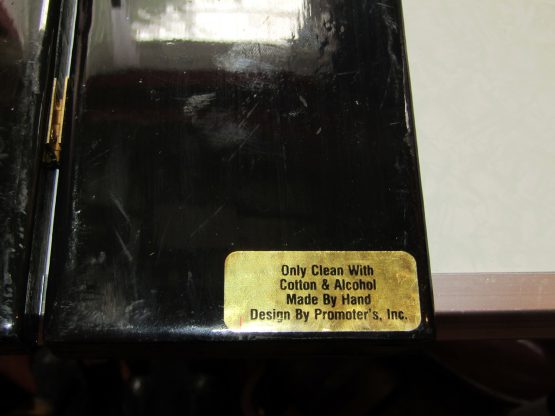 Only Clean With
Cotton & Alcohol
Made By Hand
Design By Promoter's, Inc.